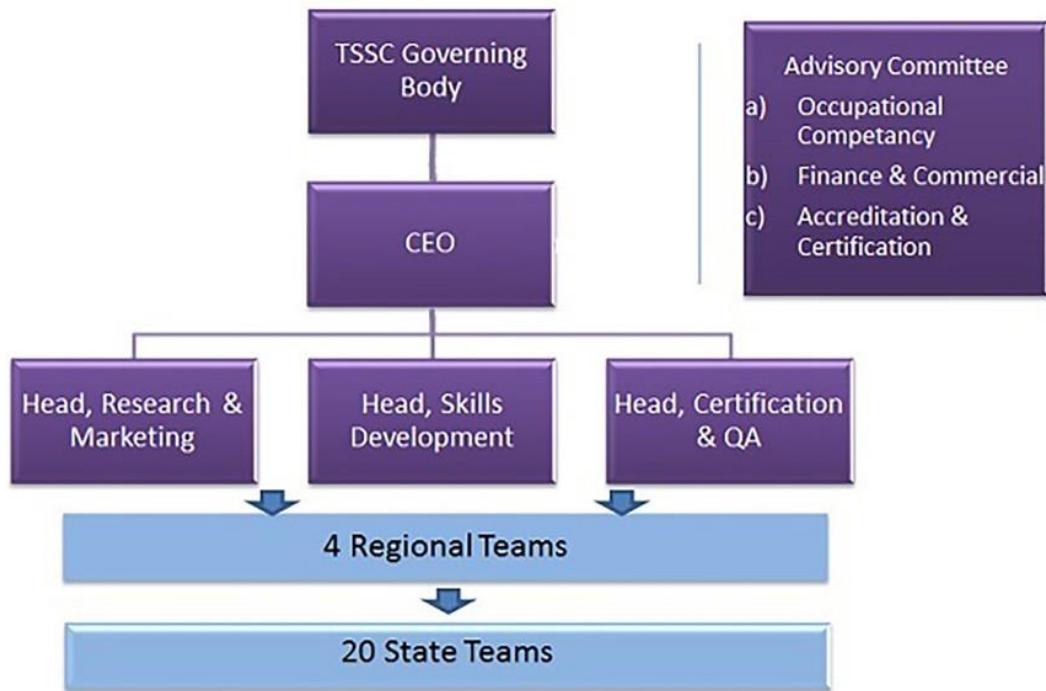 TSSC Governing
Body
Advisory Committee
a) Occupational
Competancy
b) Finance & Commercial
c) Accreditation &
Certification
CEO
Head, Research &
Marketing
Head, Skills
Development
Head, Certification
& QA
4 Regional Teams
20 State Teams